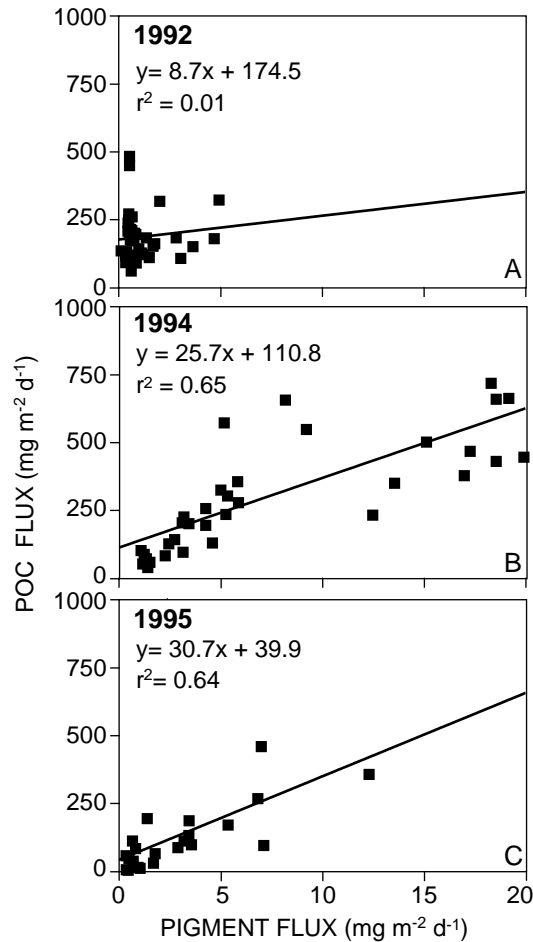 1992
y= 8.7x + 174.5
r² = 0.01
1000
750
500
250
0
A
1994
y = 25.7x + 110.8
r² = 0.65
1000
750
500
250
0
B
1995
y= 30.7x + 39.9
r²= 0.64
1000
750
500
250
0
C
0 5 10 15 20
POC FLUX (mg m⁻² d⁻¹)
PIGMENT FLUX (mg m⁻² d⁻¹)